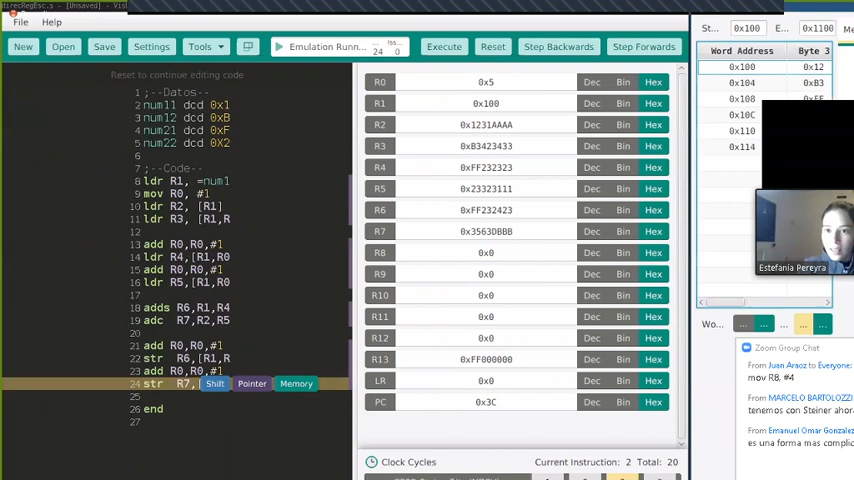 direcRegEsc.s - [Unsaved] - Vis
File Help
New Open Save Settings Tools Emulation Runn... 24 Iss... 0 Execute Reset Step Backwards Step Forwards
Reset to continue editing code
1 ;--Datos--
2 num11 dcd 0x1
3 num12 dcd 0xB
4 num21 dcd 0xF
5 num22 dcd 0X2
6
7 ;--Code--
8 ldr R1, =num1
9 mov R0, #1
10 ldr R2, [R1]
11 ldr R3, [R1,R
12
13 add R0,R0,#1
14 ldr R4,[R1,R0
15 add R0,R0,#1
16 ldr R5,[R1,R0
17
18 adds R6,R1,R4
19 adc R7,R2,R5
20
21 add R0,R0,#1
22 str R6,[R1,R
23 add R0,R0,#1
24 str R7,[ Shift Pointer Memory
25
26 end
27
R0 0x5 Dec Bin Hex
R1 0x100 Dec Bin Hex
R2 0x1231AAAA Dec Bin Hex
R3 0xB3423433 Dec Bin Hex
R4 0xFF232323 Dec Bin Hex
R5 0x23323111 Dec Bin Hex
R6 0xFF232423 Dec Bin Hex
R7 0x3563DBBB Dec Bin Hex
R8 0x0 Dec Bin Hex
R9 0x0 Dec Bin Hex
R10 0x0 Dec Bin Hex
R11 0x0 Dec Bin Hex
R12 0x0 Dec Bin Hex
R13 0xFF000000 Dec Bin Hex
LR 0x0 Dec Bin Hex
PC 0x3C Dec Bin Hex
Clock Cycles Current Instruction: 2 Total: 20
St... 0x100 E... 0x1100 Me
Word Address Byte 3
0x100 0x12
0x104 0xB3
0x108 0xFF
0x10C
0x110
0x114
Estefanía Pereyra
Wo... ... ... ... ... ...
Zoom Group Chat
From Juan Araoz to Everyone:
mov R8, #4
From MARCELO BARTOLOZZI
tenemos con Steiner ahora
From Emanuel Omar Gonzalez
es una forma mas complic